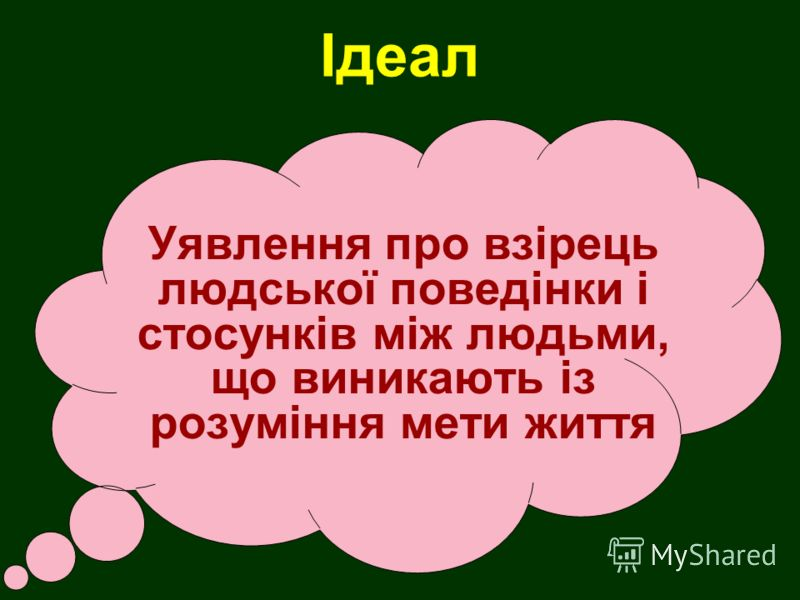 Ідеал
Уявлення про взірець
людської поведінки і
стосунків між людьми,
що виникають із
розуміння мети життя
MyShared